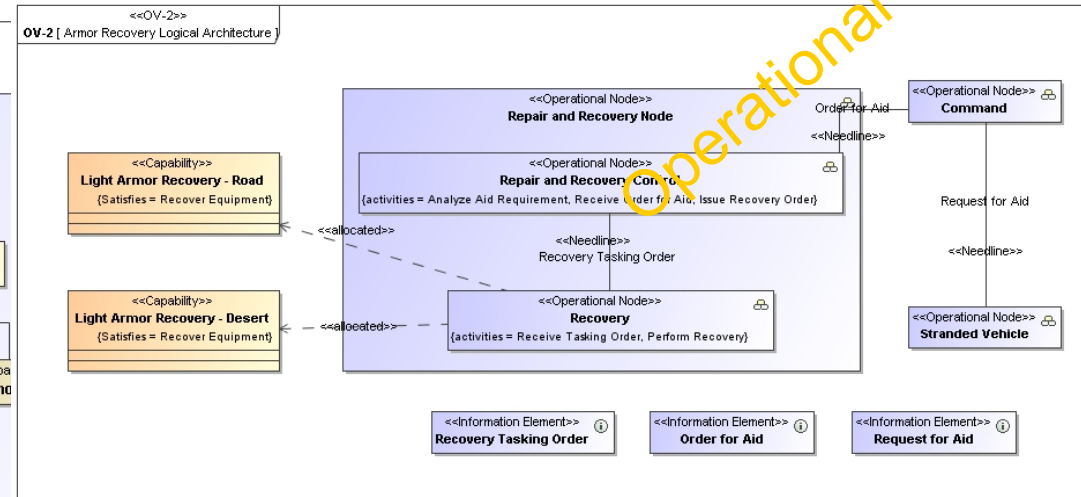 <<OV-2>>
OV-2 [ Armor Recovery Logical Architecture ]
Operational
<<Operational Node>>
Repair and Recovery Node
Order for Aid
<<Needline>>
<<Operational Node>>
Command
<<Capability>>
Light Armor Recovery - Road
{Satisfies = Recover Equipment}
<<Operational Node>>
Repair and Recovery Control
{activities = Analyze Aid Requirement, Receive Order for Aid, Issue Recovery Order}
Request for Aid
<<Needline>>
<<allocated>>
<<Needline>>
Recovery Tasking Order
<<Capability>>
Light Armor Recovery - Desert
{Satisfies = Recover Equipment}
<<allocated>>
<<Operational Node>>
Recovery
{activities = Receive Tasking Order, Perform Recovery}
<<Operational Node>>
Stranded Vehicle
<<Information Element>>
Recovery Tasking Order
<<Information Element>>
Order for Aid
<<Information Element>>
Request for Aid